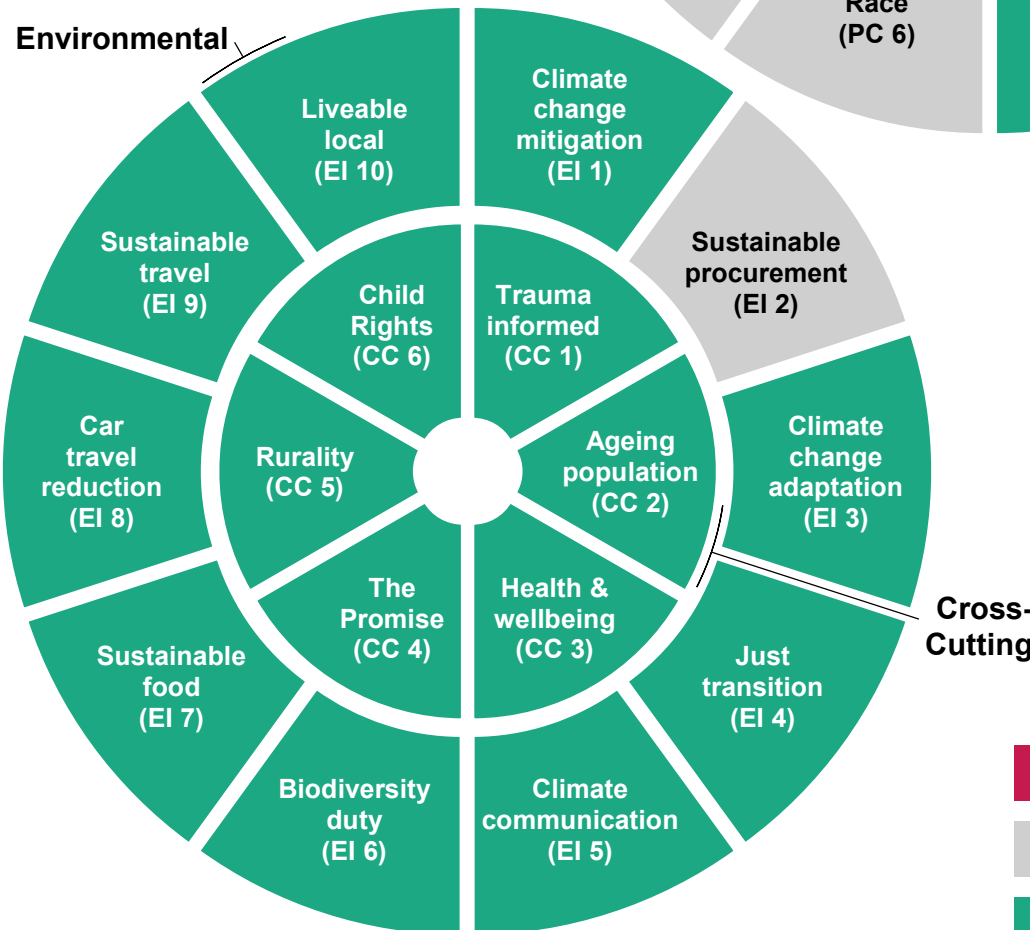 Race
(PC 6)
Environmental
Liveable
local
(EI 10)
Climate
change
mitigation
(EI 1)
Sustainable
procurement
(EI 2)
Climate
change
adaptation
(EI 3)
Just
transition
(EI 4)
Climate
communication
(EI 5)
Biodiversity
duty
(EI 6)
Sustainable
food
(EI 7)
Car
travel
reduction
(EI 8)
Sustainable
travel
(EI 9)
Trauma
informed
(CC 1)
Ageing
population
(CC 2)
Health &
wellbeing
(CC 3)
The
Promise
(CC 4)
Rurality
(CC 5)
Child
Rights
(CC 6)
Cross-
Cutting